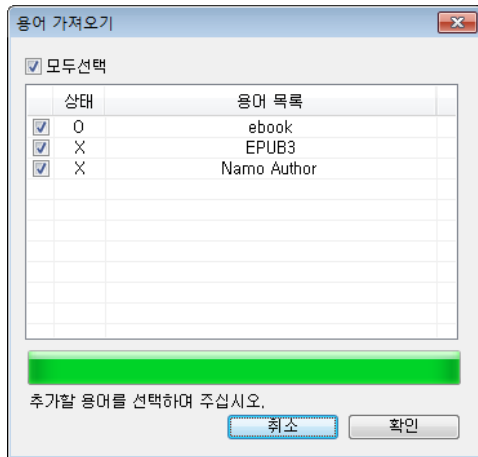 용어 가져오기
모두선택
상태 용어 목록
O ebook
X EPUB3
X Namo Author
추가할 용어를 선택하여 주십시오.
취소 확인